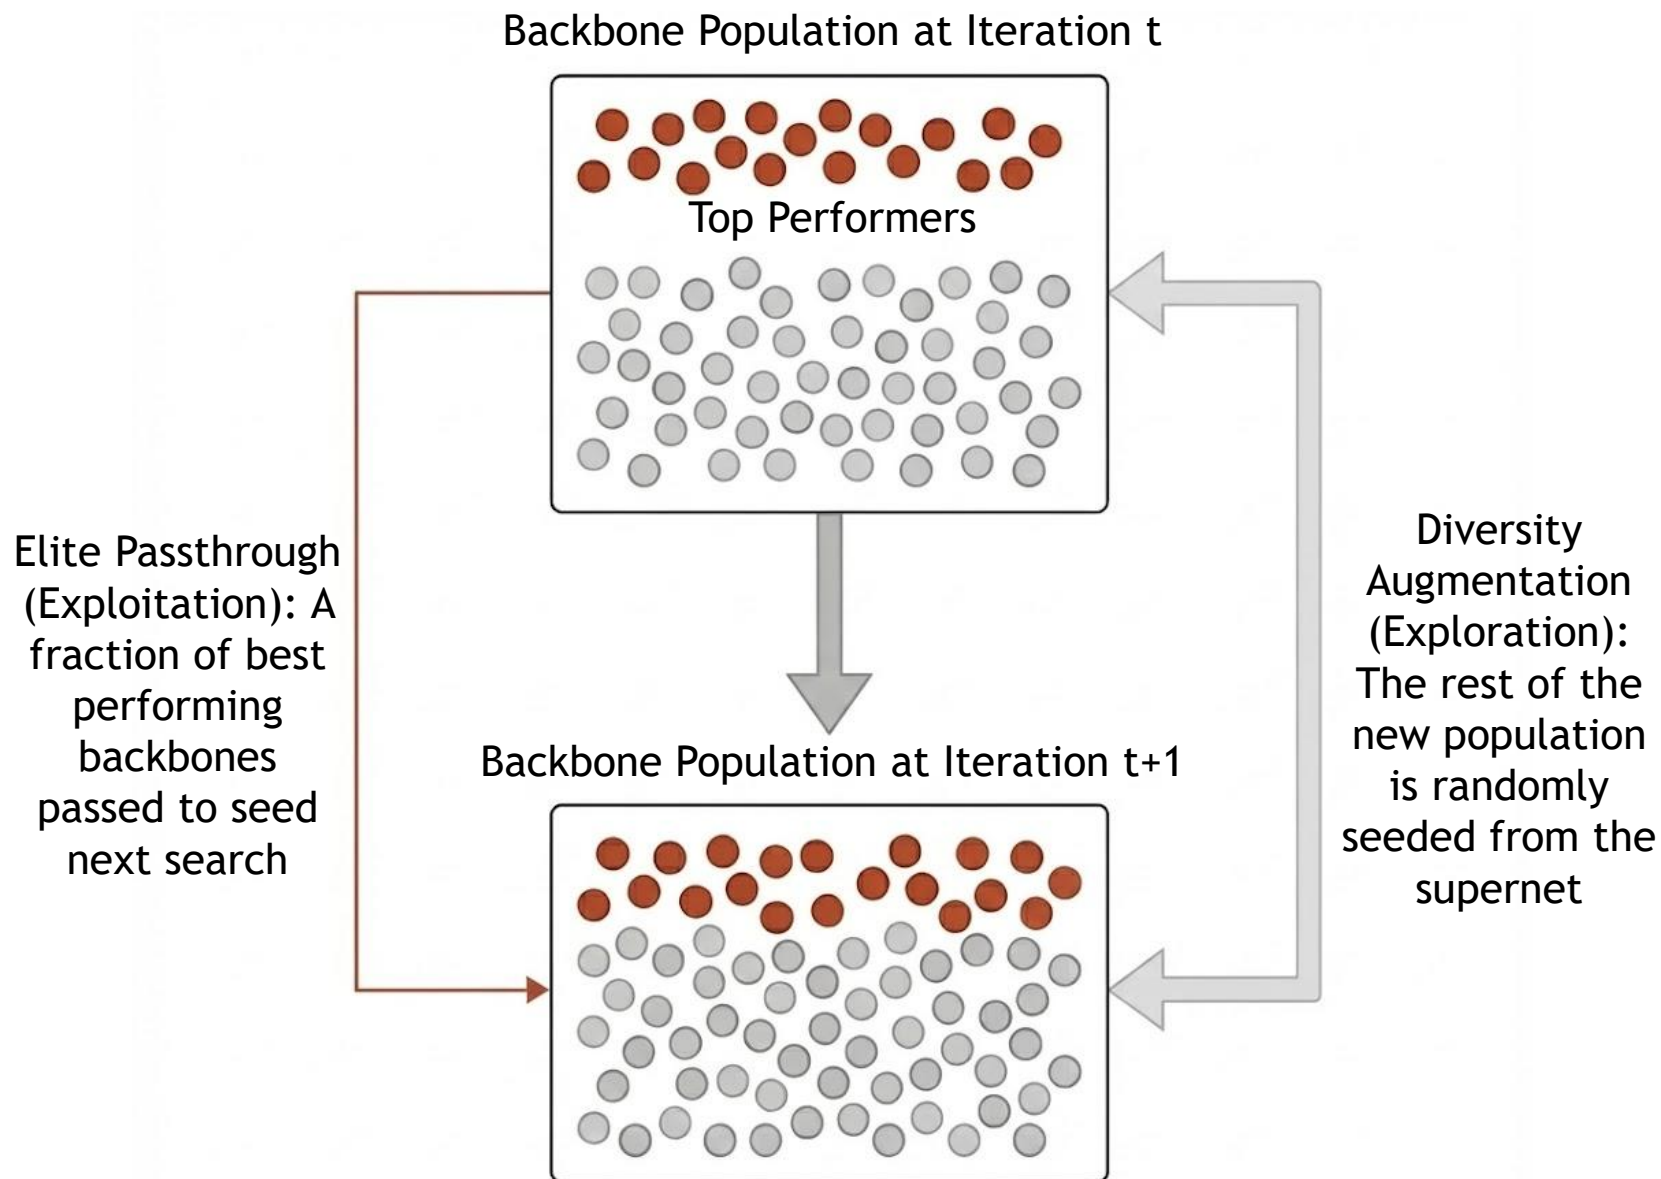 Backbone Population at Iteration t
Top Performers
Elite Passthrough
(Exploitation): A
fraction of best
performing
backbones
passed to seed
next search
Diversity
Augmentation
(Exploration):
The rest of the
new population
is randomly
seeded from the
supernet
Backbone Population at Iteration t+1